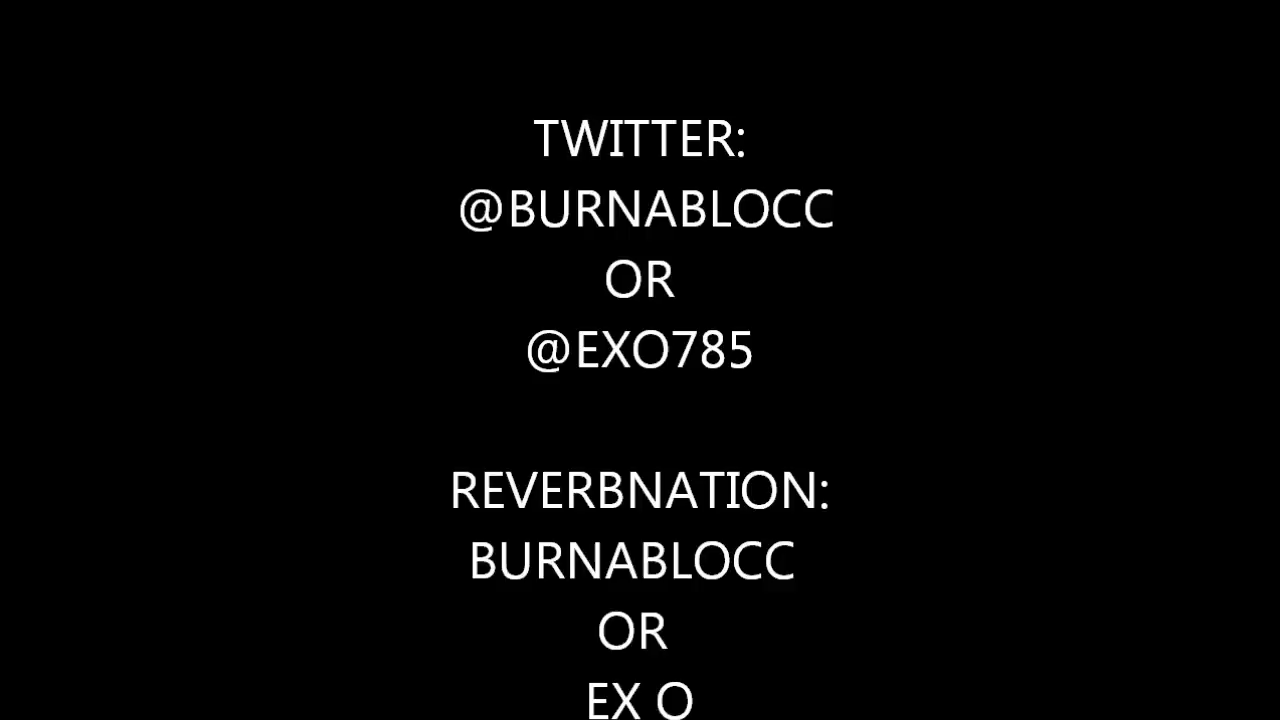 TWITTER:
@BURNABLOCC
OR
@EXO785
REVERBNATION:
BURNABLOCC
OR
EX O